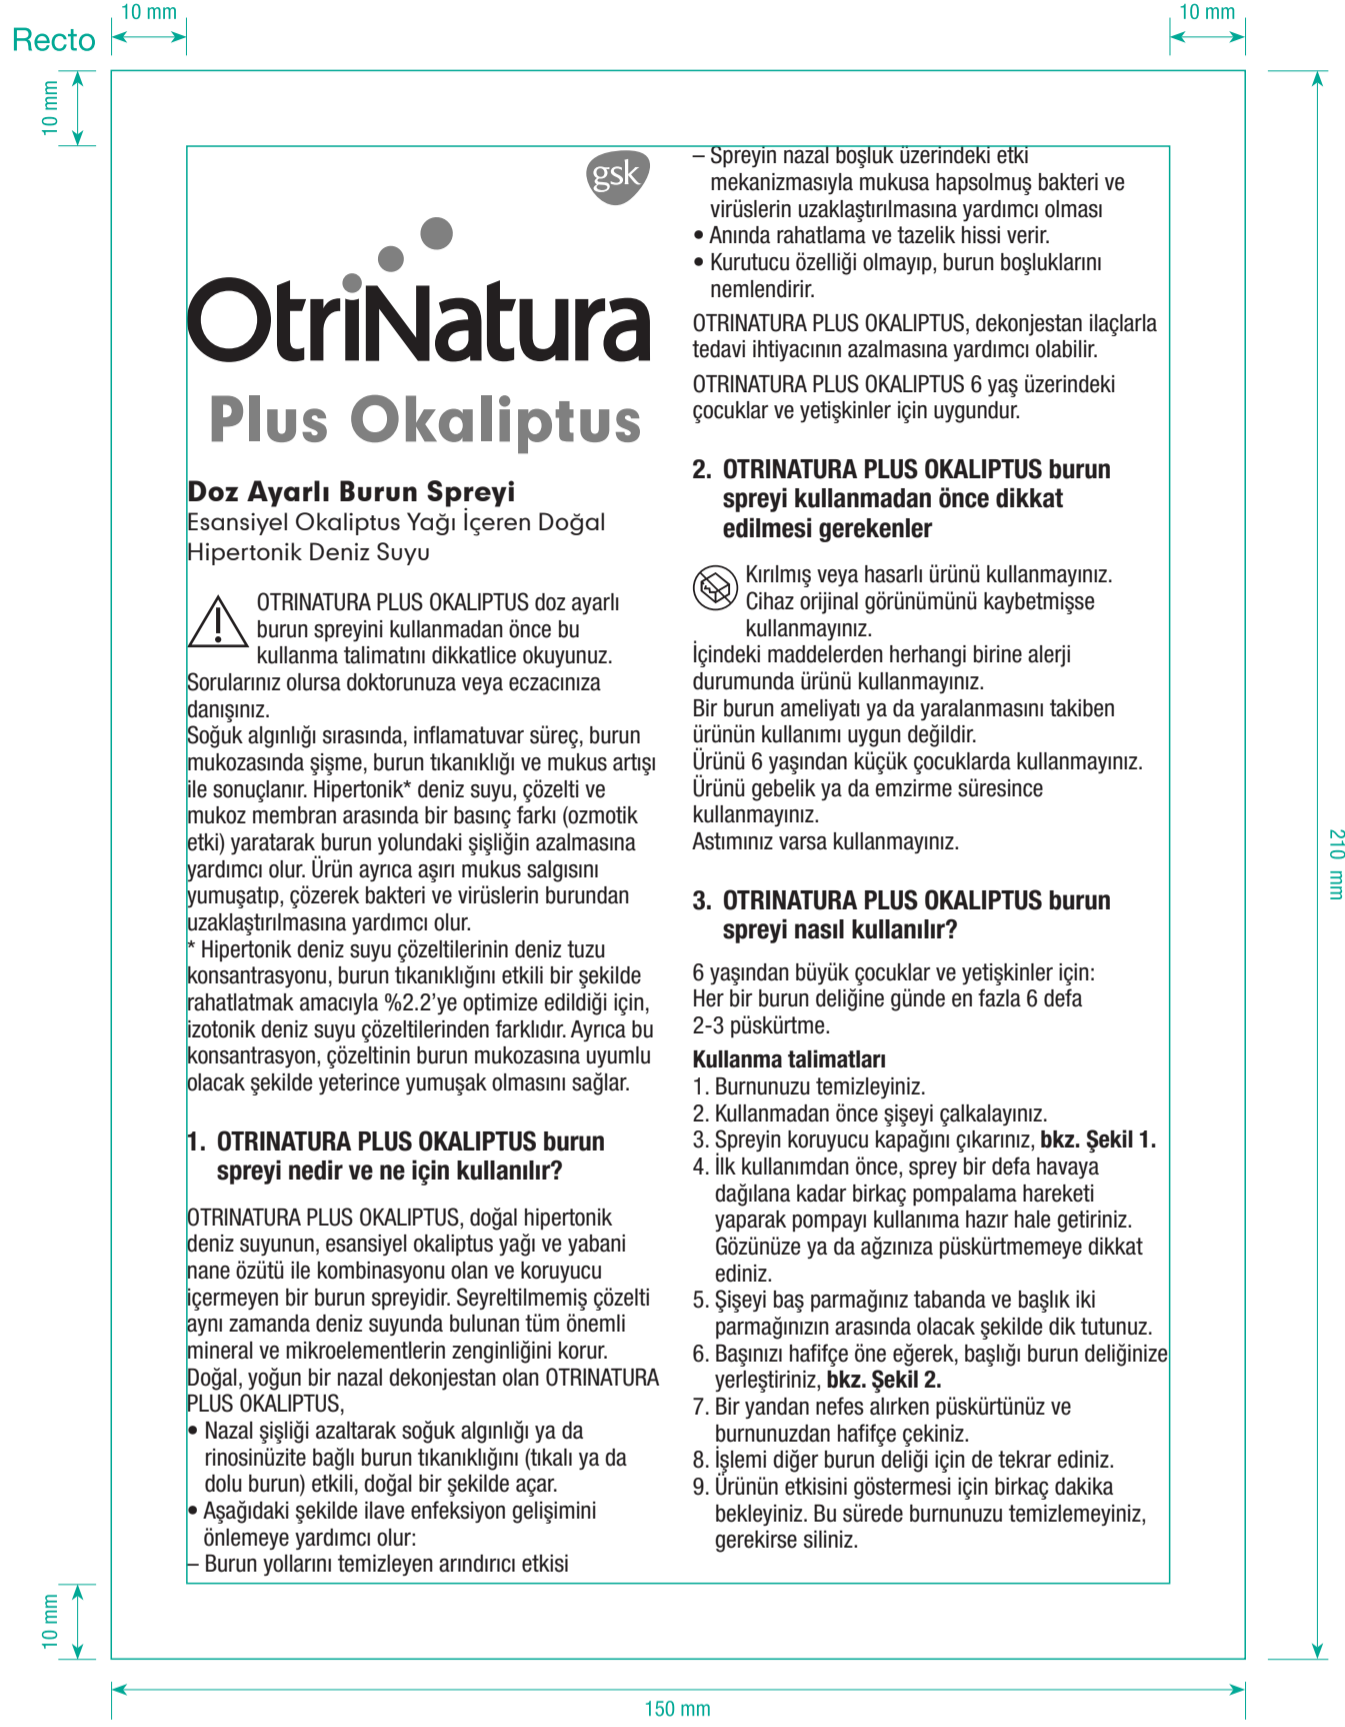 10 mm
10 mm
Recto
10 mm
gsk
OtriNatura
Plus Okaliptus
Doz Ayarlı Burun Spreyi
Esansiyel Okaliptus Yağı İçeren Doğal
Hipertonik Deniz Suyu
OTRINATURA PLUS OKALIPTUS doz ayarlı
burun spreyini kullanmadan önce bu
kullanma talimatını dikkatlice okuyunuz.
Sorularınız olursa doktorunuza veya eczacınıza
danışınız.
Soğuk algınlığı sırasında, inflamatuvar süreç, burun
mukozasında şişme, burun tıkanıklığı ve mukus artışı
ile sonuçlanır. Hipertonik* deniz suyu, çözelti ve
mukoz membran arasında bir basınç farkı (ozmotik
etki) yaratarak burun yolundaki şişliğin azalmasına
yardımcı olur. Ürün ayrıca aşırı mukus salgısını
yumuşatıp, çözerek bakteri ve virüslerin burundan
uzaklaştırılmasına yardımcı olur.
* Hipertonik deniz suyu çözeltilerinin deniz tuzu
konsantrasyonu, burun tıkanıklığını etkili bir şekilde
rahatlatmak amacıyla %2.2’ye optimize edildiği için,
izotonik deniz suyu çözeltilerinden farklıdır. Ayrıca bu
konsantrasyon, çözeltinin burun mukozasına uyumlu
olacak şekilde yeterince yumuşak olmasını sağlar.
1. OTRINATURA PLUS OKALIPTUS burun
spreyi nedir ve ne için kullanılır?
OTRINATURA PLUS OKALIPTUS, doğal hipertonik
deniz suyunun, esansiyel okaliptus yağı ve yabani
nane özütü ile kombinasyonu olan ve koruyucu
içermeyen bir burun spreyidir. Seyreltilmemiş çözelti
aynı zamanda deniz suyunda bulunan tüm önemli
mineral ve mikroelementlerin zenginliğini korur.
Doğal, yoğun bir nazal dekonjestan olan OTRINATURA
PLUS OKALIPTUS,
• Nazal şişliği azaltarak soğuk algınlığı ya da
rinosinüzite bağlı burun tıkanıklığını (tıkalı ya da
dolu burun) etkili, doğal bir şekilde açar.
• Aşağıdaki şekilde ilave enfeksiyon gelişimini
önlemeye yardımcı olur:
– Burun yollarını temizleyen arındırıcı etkisi
– Spreyin nazal boşluk üzerindeki etki
mekanizmasıyla mukusa hapsolmuş bakteri ve
virüslerin uzaklaştırılmasına yardımcı olması
• Anında rahatlama ve tazelik hissi verir.
• Kurutucu özelliği olmayıp, burun boşluklarını
nemlendirir.
OTRINATURA PLUS OKALIPTUS, dekonjestan ilaçlarla
tedavi ihtiyacının azalmasına yardımcı olabilir.
OTRINATURA PLUS OKALIPTUS 6 yaş üzerindeki
çocuklar ve yetişkinler için uygundur.
2. OTRINATURA PLUS OKALIPTUS burun
spreyi kullanmadan önce dikkat
edilmesi gerekenler
Kırılmış veya hasarlı ürünü kullanmayınız.
Cihaz orijinal görünümünü kaybetmişse
kullanmayınız.
İçindeki maddelerden herhangi birine alerji
durumunda ürünü kullanmayınız.
Bir burun ameliyatı ya da yaralanmasını takiben
ürünün kullanımı uygun değildir.
Ürünü 6 yaşından küçük çocuklarda kullanmayınız.
Ürünü gebelik ya da emzirme süresince
kullanmayınız.
Astımınız varsa kullanmayınız.
3. OTRINATURA PLUS OKALIPTUS burun
spreyi nasıl kullanılır?
6 yaşından büyük çocuklar ve yetişkinler için:
Her bir burun deliğine günde en fazla 6 defa
2-3 püskürtme.
Kullanma talimatları
1. Burnunuzu temizleyiniz.
2. Kullanmadan önce şişeyi çalkalayınız.
3. Spreyin koruyucu kapağını çıkarınız, bkz. Şekil 1.
4. İlk kullanımdan önce, sprey bir defa havaya
dağılana kadar birkaç pompalama hareketi
yaparak pompayı kullanıma hazır hale getiriniz.
Gözünüze ya da ağzınıza püskürtmemeye dikkat
ediniz.
5. Şişeyi baş parmağınız tabanda ve başlık iki
parmağınızın arasında olacak şekilde dik tutunuz.
6. Başınızı hafifçe öne eğerek, başlığı burun deliğinize
yerleştiriniz, bkz. Şekil 2.
7. Bir yandan nefes alırken püskürtünüz ve
burnunuzdan hafifçe çekiniz.
8. İşlemi diğer burun deliği için de tekrar ediniz.
9. Ürünün etkisini göstermesi için birkaç dakika
bekleyiniz. Bu sürede burnunuzu temizlemeyiniz,
gerekirse siliniz.
210 mm
10 mm
150 mm